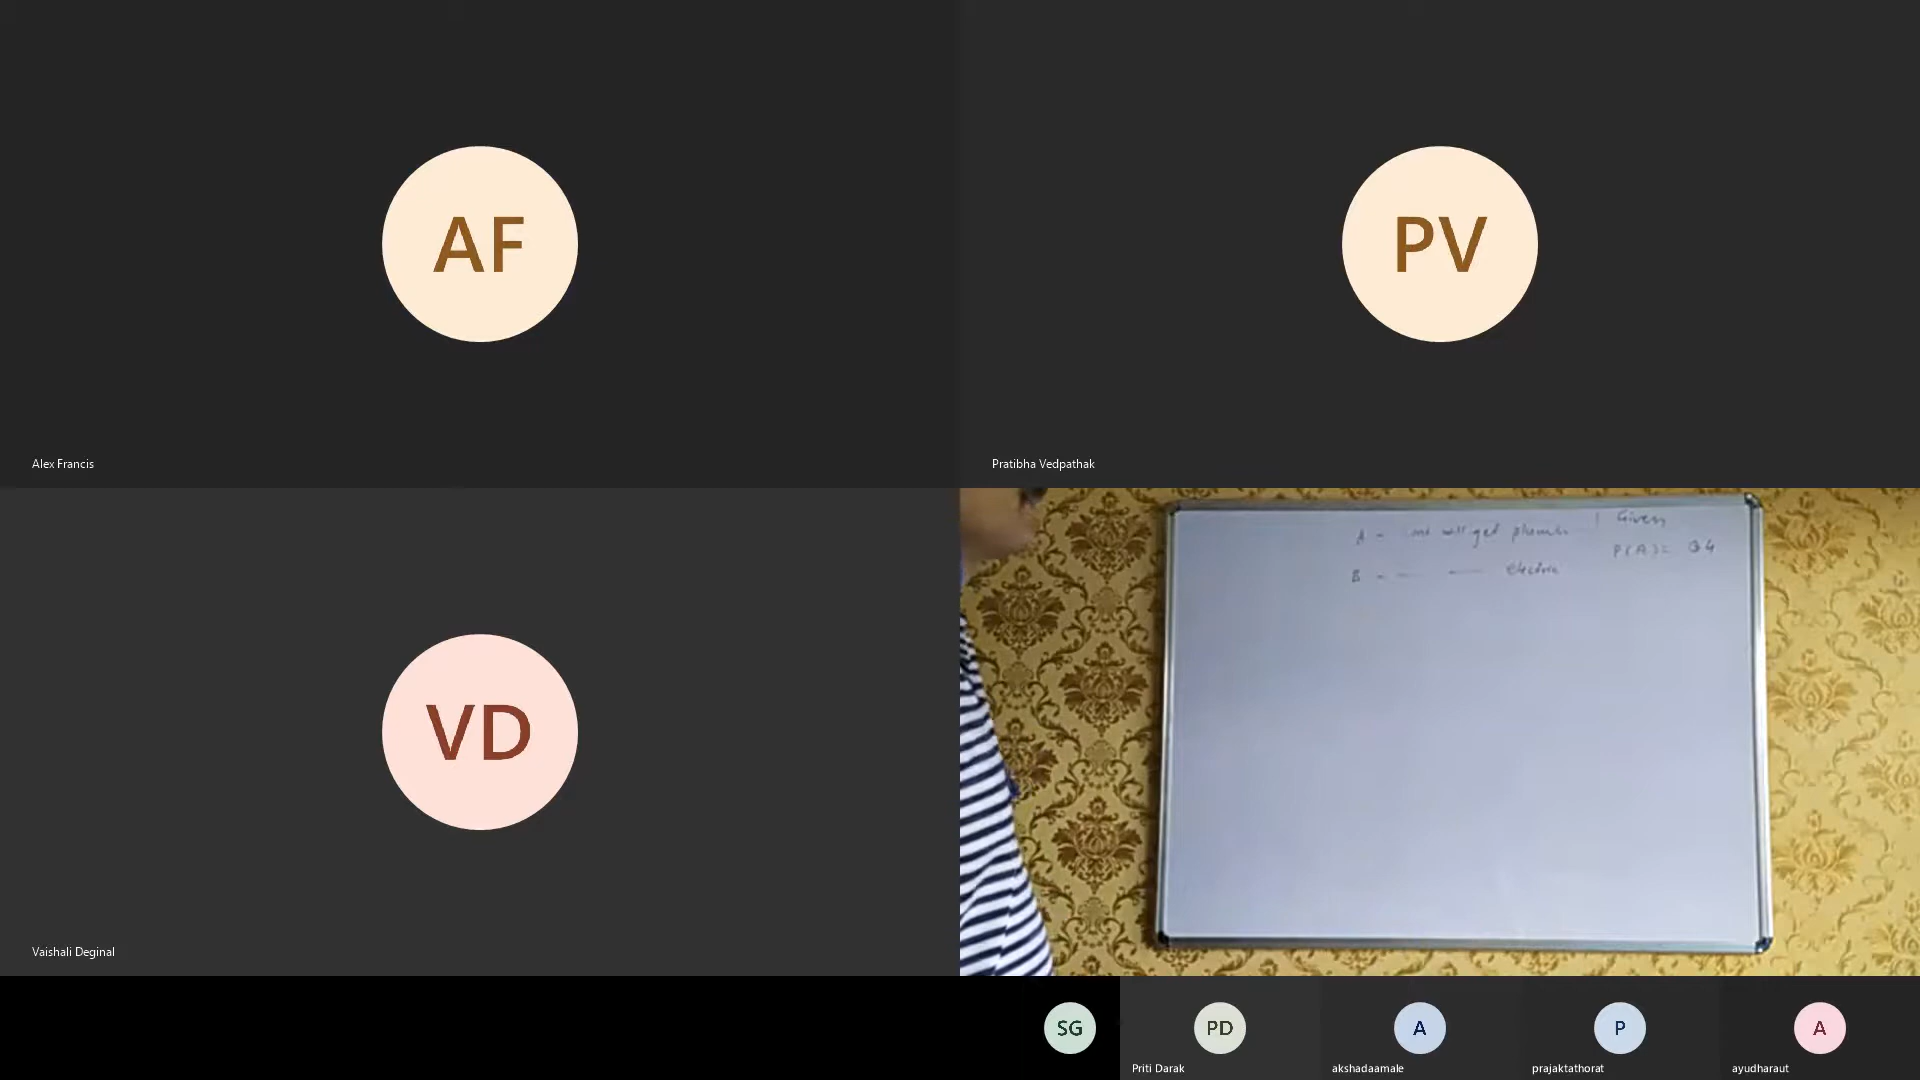 AF
Alex Francis
PV
Pratibha Vedpathak
VD
Vaishali Deginal
A - will get
B - - - electric
Given
P(A) =
SG
PD
Priti Darak
A
akshadaamale
P
prajaktathorat
A
ayudharaut